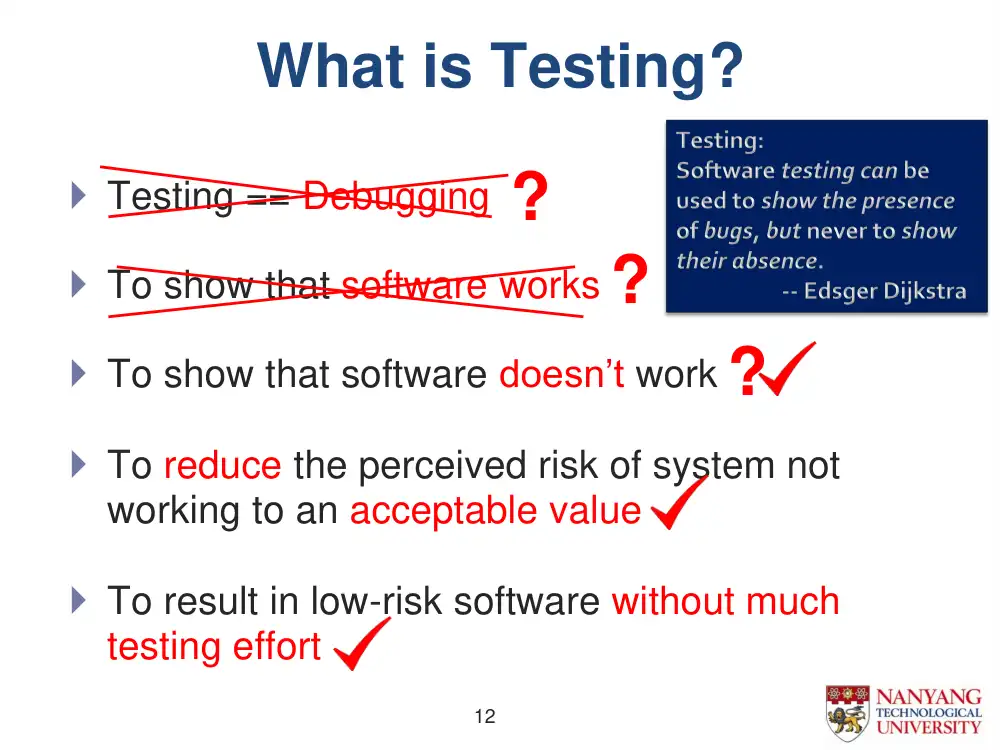 What is Testing?
Testing == Debugging ?
To show that software works ?
To show that software doesn't work ?
To reduce the perceived risk of system not
working to an acceptable value
To result in low-risk software without much
testing effort
Testing:
Software testing can be
used to show the presence
of bugs, but never to show
their absence.
-- Edsger Dijkstra
12
NANYANG
TECHNOLOGICAL
UNIVERSITY